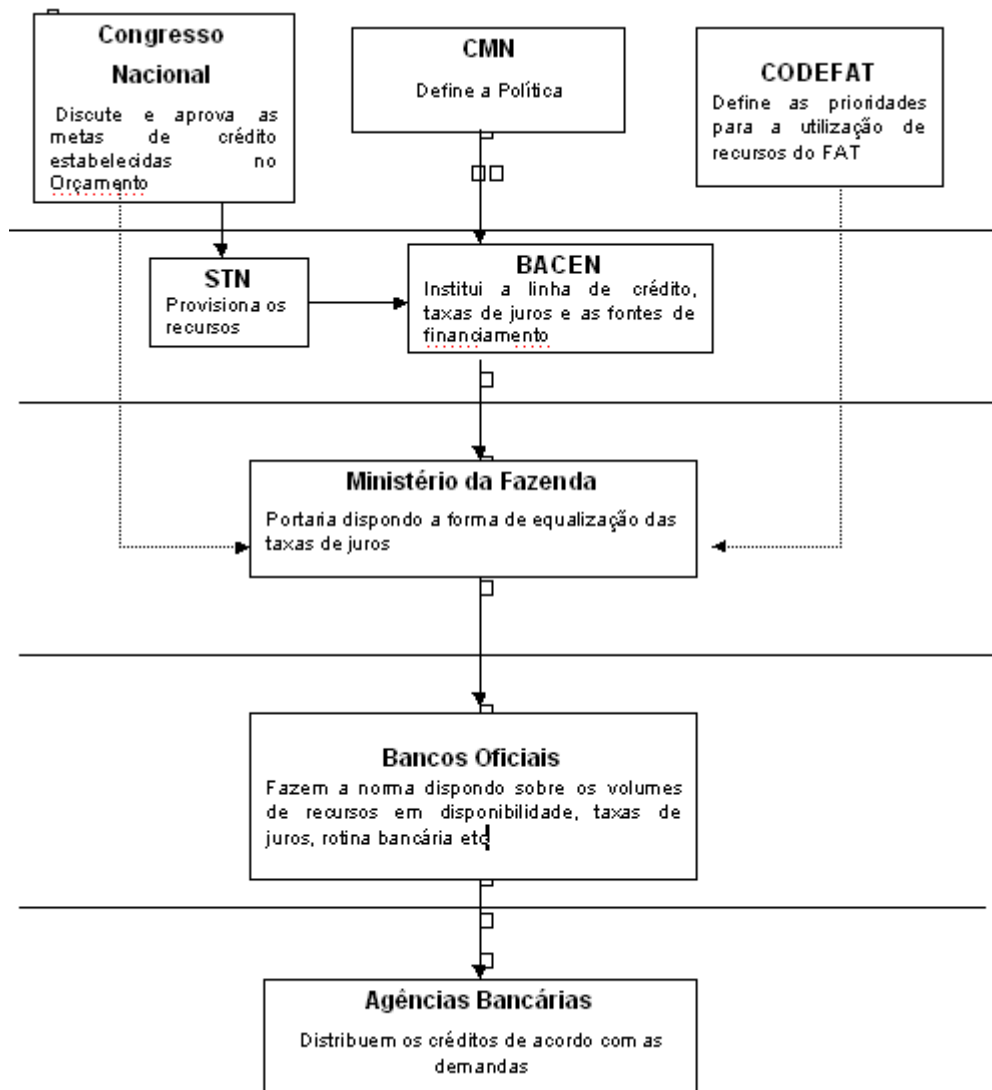 Congresso
Nacional
Discute e aprova as
metas de crédito
estabelecidas no
Orçamento
CMN
Define a Política
CODEFAT
Define as prioridades
para a utilização de
recursos do FAT
STN
Provisiona os
recursos
BACEN
Institui a linha de crédito,
taxas de juros e as fontes de
financiamento
Ministério da Fazenda
Portaria dispondo a forma de equalização das
taxas de juros
Bancos Oficiais
Fazem a norma dispondo sobre os volumes
de recursos em disponibilidade, taxas de
juros, rotina bancária etc
Agências Bancárias
Distribuem os créditos de acordo com as
demandas